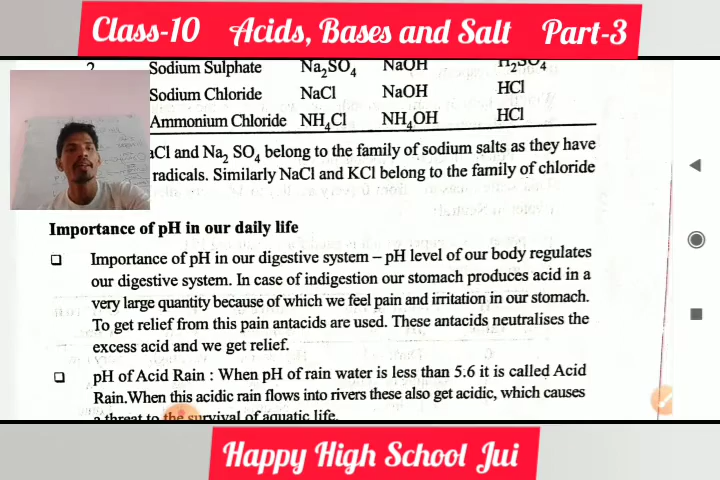 Class-10 Acids, Bases and Salt Part-3
2 Sodium Sulphate Na₂SO₄ NaOH H₂SO₄
Sodium Chloride NaCl NaOH HCl
Ammonium Chloride NH₄Cl NH₄OH HCl
aCl and Na₂ SO₄ belong to the family of sodium salts as they have
radicals. Similarly NaCl and KCl belong to the family of chloride
Importance of pH in our daily life
❑ Importance of pH in our digestive system – pH level of our body regulates
our digestive system. In case of indigestion our stomach produces acid in a
very large quantity because of which we feel pain and irritation in our stomach.
To get relief from this pain antacids are used. These antacids neutralises the
excess acid and we get relief.
❑ pH of Acid Rain : When pH of rain water is less than 5.6 it is called Acid
Rain.When this acidic rain flows into rivers these also get acidic, which causes
a threat to the survival of aquatic life.
Happy High School Jui